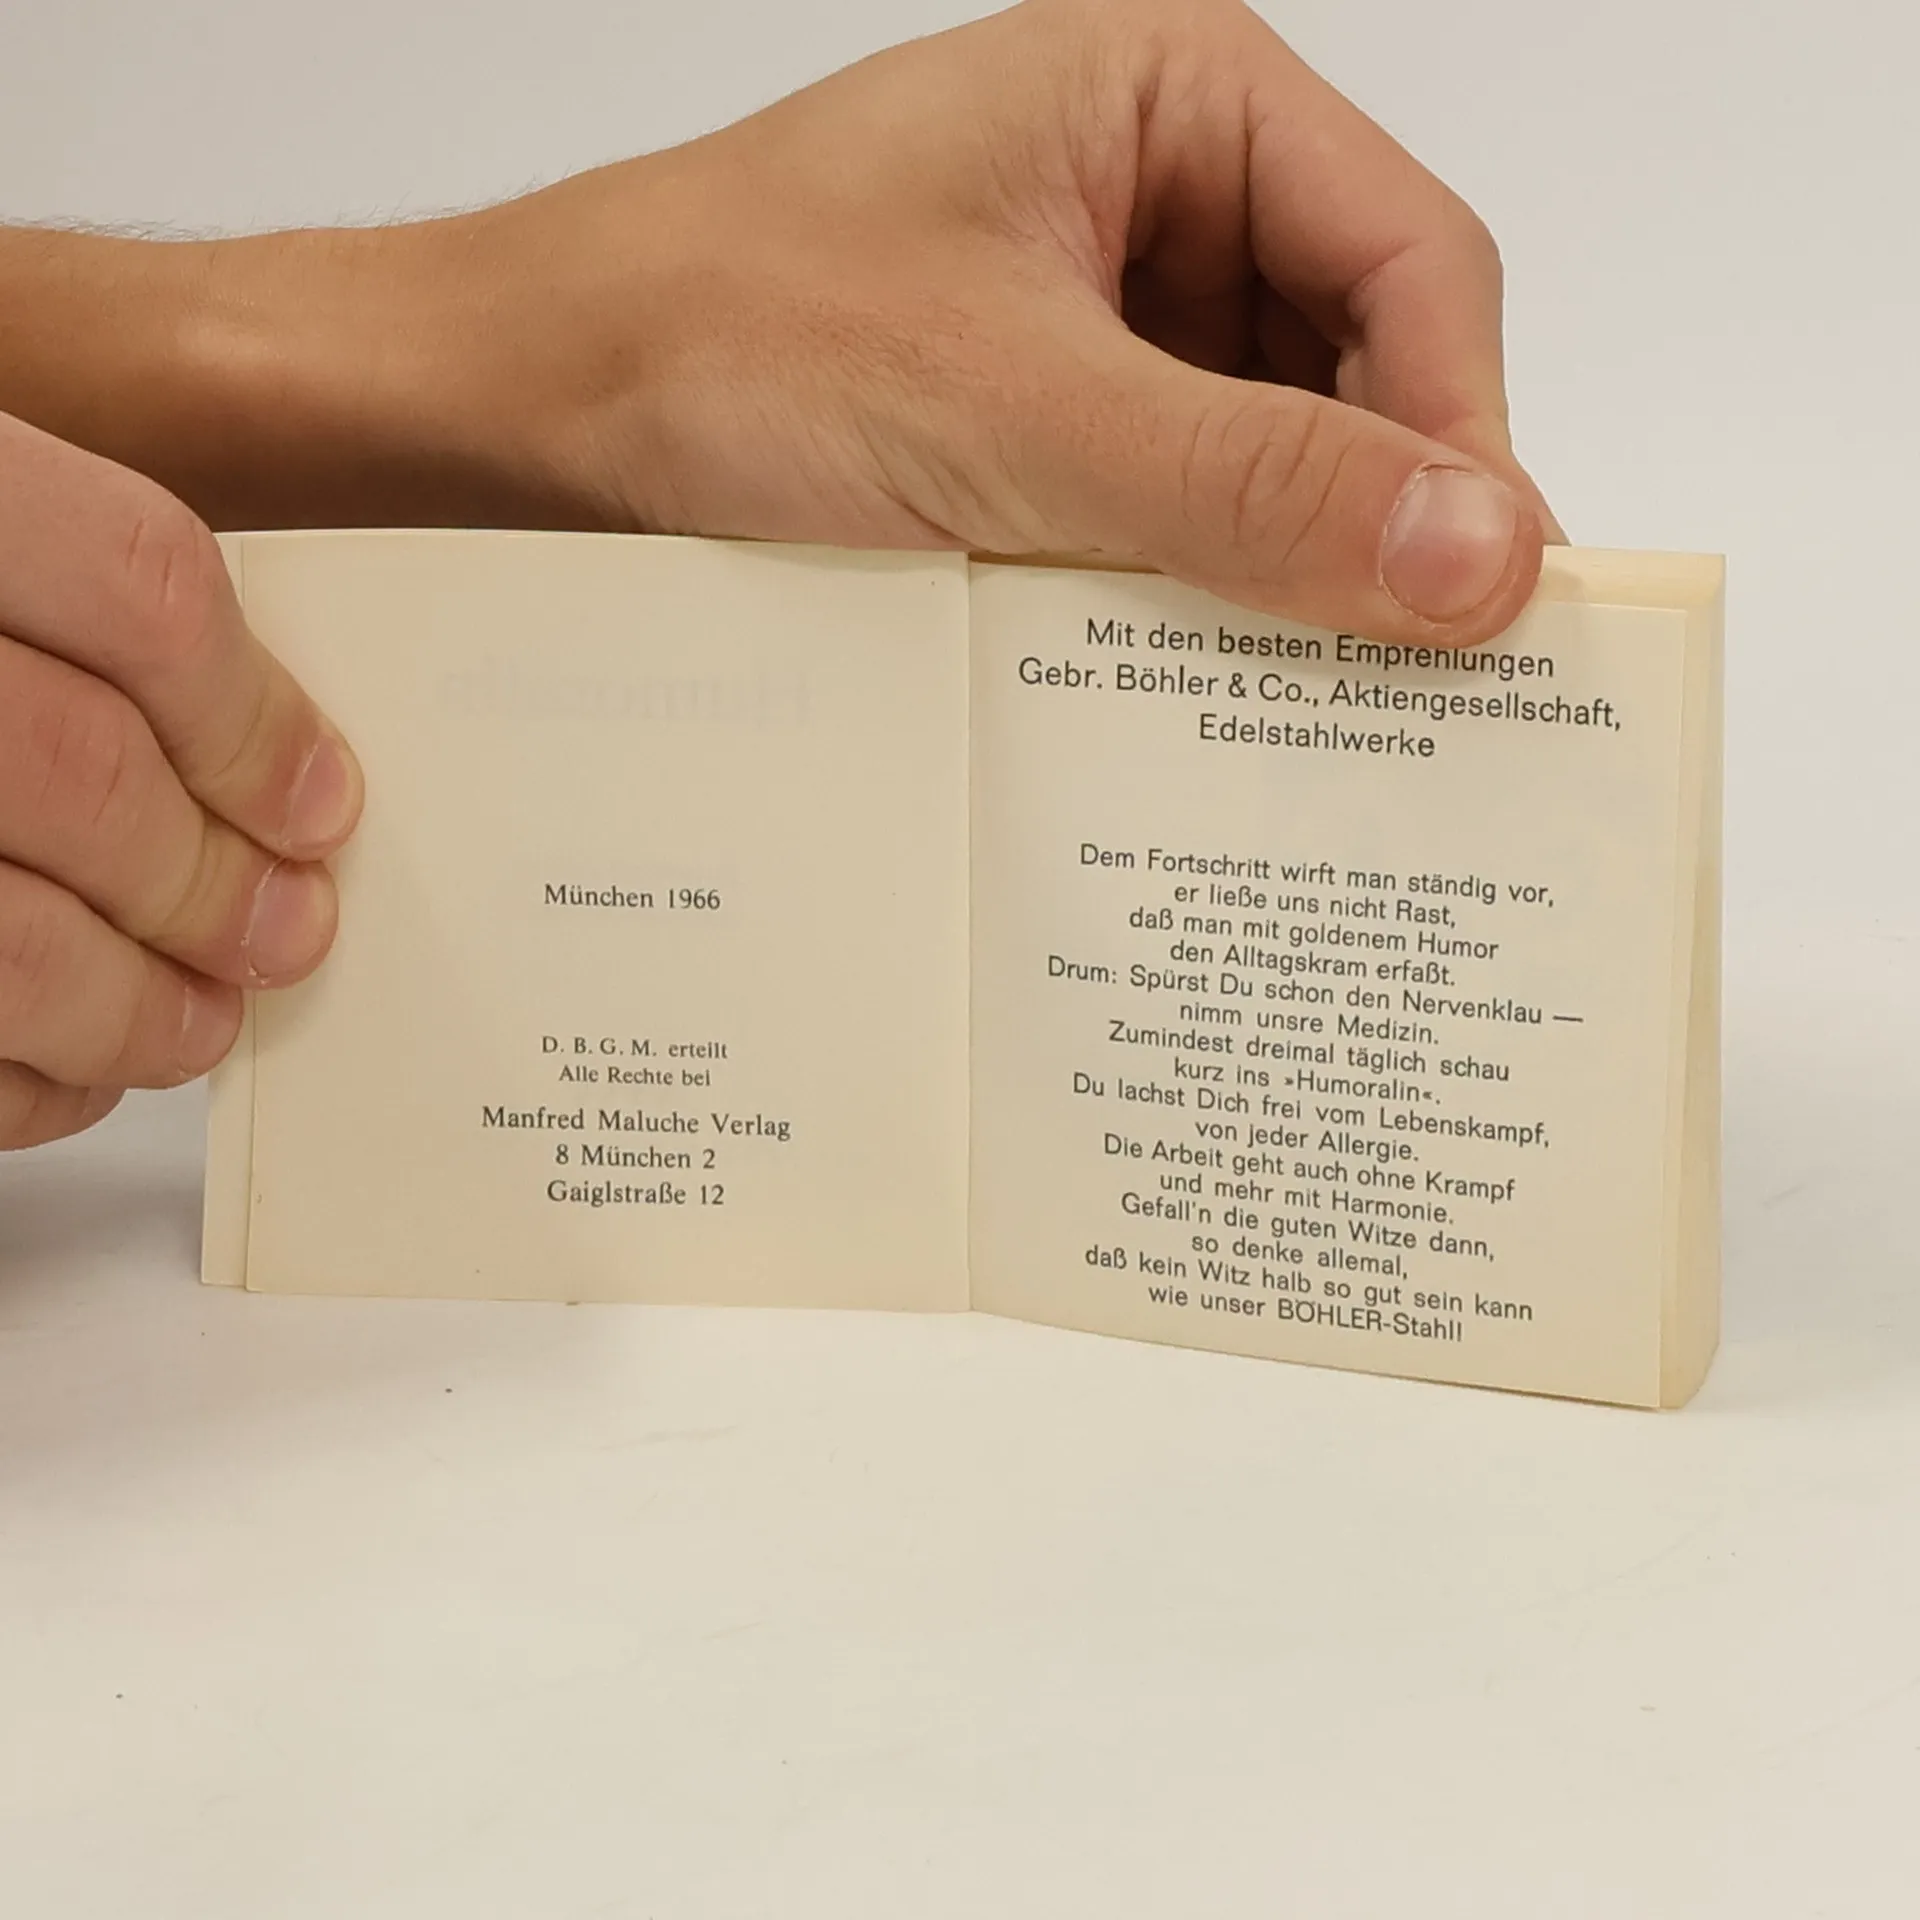 München 1966
D. B. G. M. erteilt
Alle Rechte bei
Manfred Maluche Verlag
8 München 2
Gaiglstraße 12
Mit den besten Empfehlungen
Gebr. Böhler & Co., Aktiengesellschaft,
Edelstahlwerke
Dem Fortschritt wirft man ständig vor,
er ließe uns nicht Rast,
daß man mit goldenem Humor
den Alltagskram erfaßt.
Drum: Spürst Du schon den Nervenklau —
nimm unsre Medizin.
Zumindest dreimal täglich schau
kurz ins »Humoralin«.
Du lachst Dich frei vom Lebenskampf,
von jeder Allergie.
Die Arbeit geht auch ohne Krampf
und mehr mit Harmonie.
Gefall'n die guten Witze dann,
so denke allemal,
daß kein Witz halb so gut sein kann
wie unser BÖHLER-Stahl!